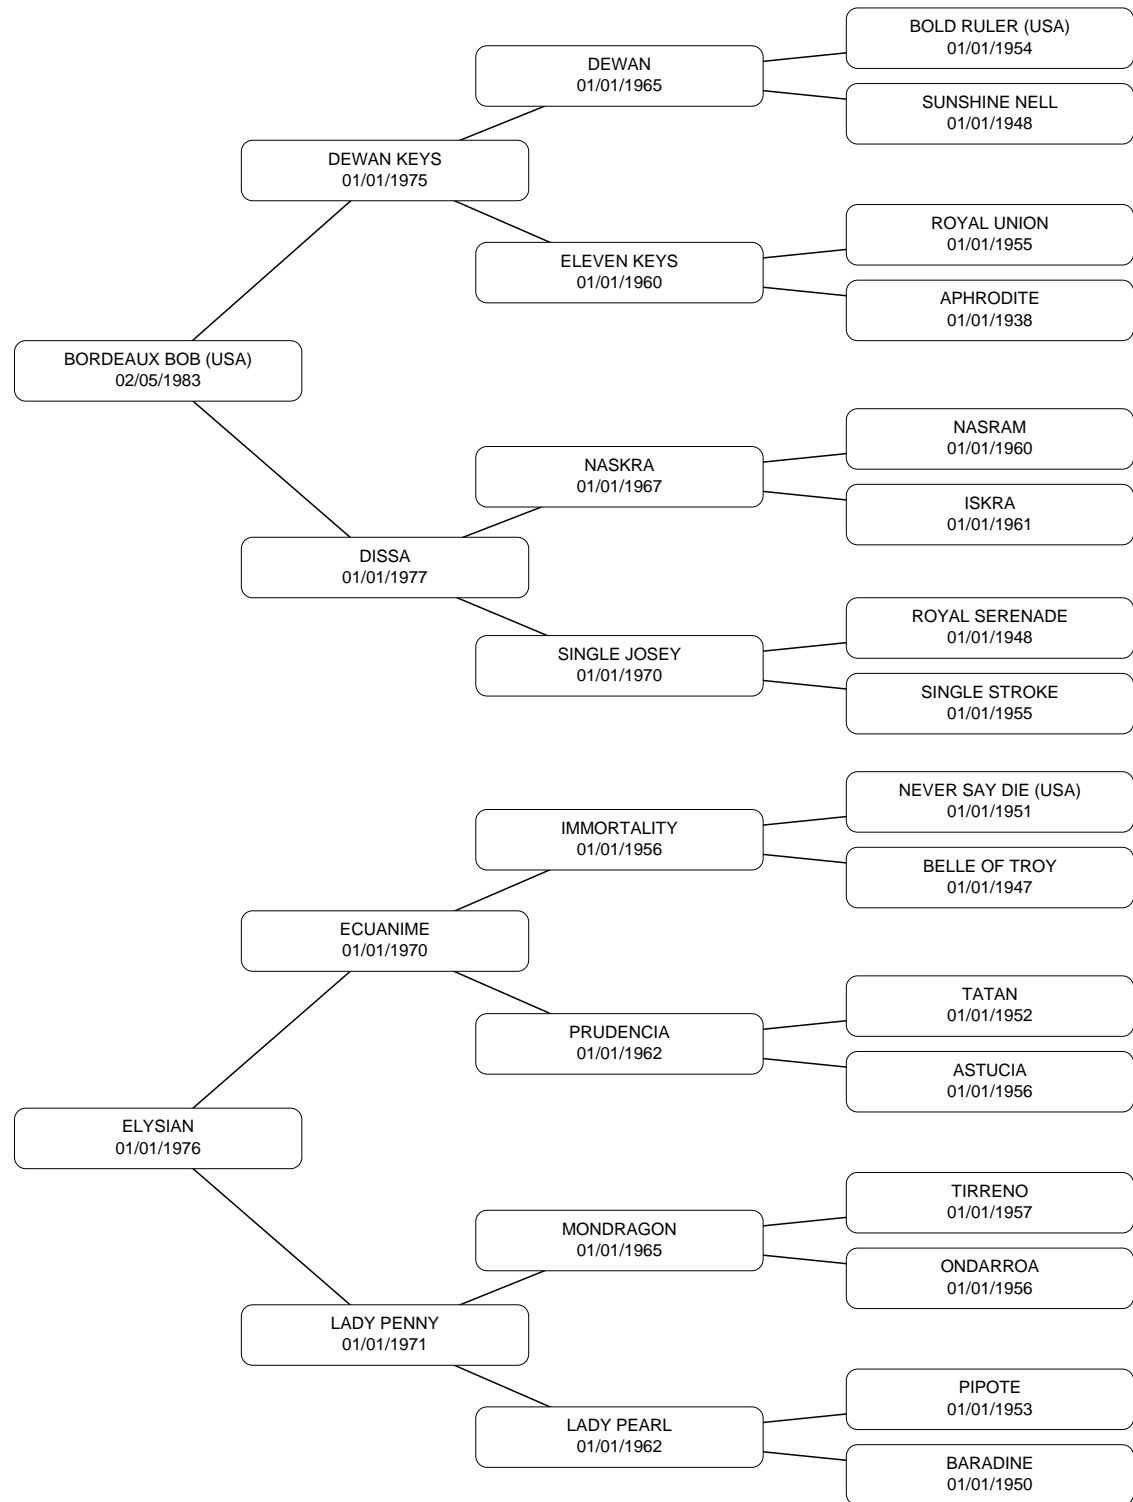 BOLD RULER (USA)
01/01/1954
DEWAN
01/01/1965
SUNSHINE NELL
01/01/1948
DEWAN KEYS
01/01/1975
ROYAL UNION
01/01/1955
ELEVEN KEYS
01/01/1960
APHRODITE
01/01/1938
BORDEAUX BOB (USA)
02/05/1983
NASRAM
01/01/1960
NASKRA
01/01/1967
ISKRA
01/01/1961
DISSA
01/01/1977
ROYAL SERENADE
01/01/1948
SINGLE JOSEY
01/01/1970
SINGLE STROKE
01/01/1955
NEVER SAY DIE (USA)
01/01/1951
IMMORTALITY
01/01/1956
BELLE OF TROY
01/01/1947
ECUANIME
01/01/1970
TATAN
01/01/1952
PRUDENCIA
01/01/1962
ASTUCIA
01/01/1956
ELYSIAN
01/01/1976
TIRRENO
01/01/1957
MONDRAGON
01/01/1965
ONDARROA
01/01/1956
LADY PENNY
01/01/1971
PIPOTE
01/01/1953
LADY PEARL
01/01/1962
BARADINE
01/01/1950